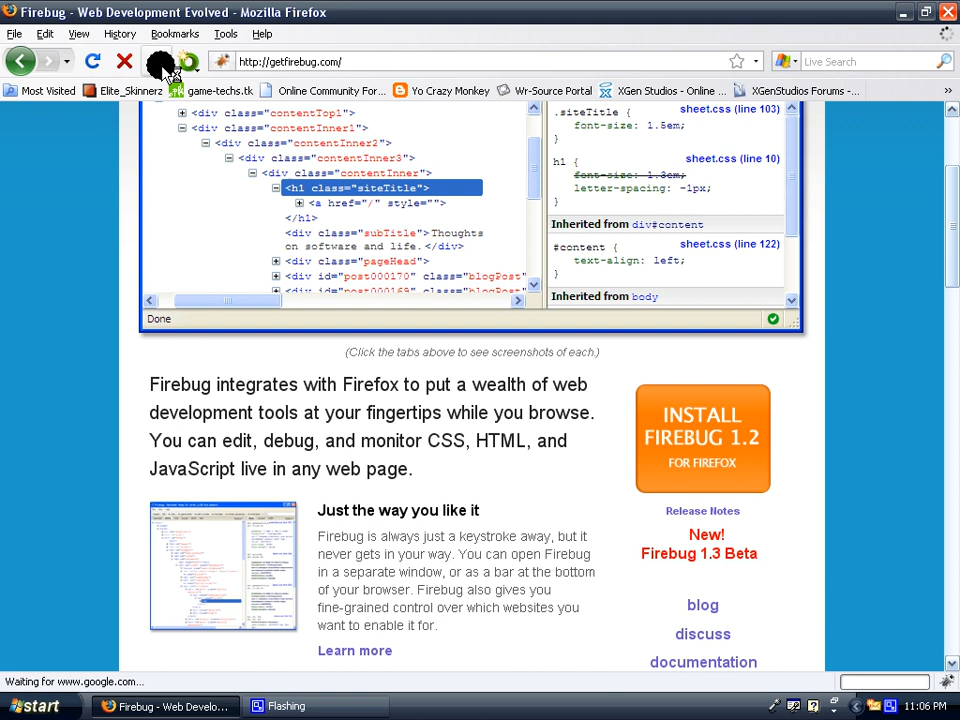 Firebug - Web Development Evolved - Mozilla Firefox
File Edit View History Bookmarks Tools Help
http://getfirebug.com/
Live Search
Most Visited Elite_Skinnerz game-techs.tk Online Community For... Yo Crazy Monkey Wr-Source Portal XGen Studios - Online ... XGenStudios Forums -... »
<div class="contentTop1">
<div class="contentInner1">
<div class="contentInner2">
<div class="contentInner3">
<div class="contentInner">
<h1 class="siteTitle">
<a href="/" style="">
</h1>
<div class="subTitle">Thoughts
on software and life.</div>
<div class="pageHead">
<div id="post000170" class="blogPost"
<div id="post000169" class="blogPost"
.siteTitle { sheet.css (line 103)
font-size: 1.5em;
}
h1 { sheet.css (line 10)
font-size: 1.3em;
letter-spacing: -1px;
}
Inherited from div#content
#content { sheet.css (line 122)
text-align: left;
}
Inherited from body
Done
(Click the tabs above to see screenshots of each.)
Firebug integrates with Firefox to put a wealth of web
development tools at your fingertips while you browse.
You can edit, debug, and monitor CSS, HTML, and
JavaScript live in any web page.
INSTALL
FIREBUG 1.2
FOR FIREFOX
Release Notes
New!
Firebug 1.3 Beta
blog
discuss
documentation
Just the way you like it
Firebug is always just a keystroke away, but it
never gets in your way. You can open Firebug
in a separate window, or as a bar at the bottom
of your browser. Firebug also gives you
fine-grained control over which websites you
want to enable it for.
Learn more
Waiting for www.google.com...
start Firebug - Web Develo... Flashing 11:06 PM